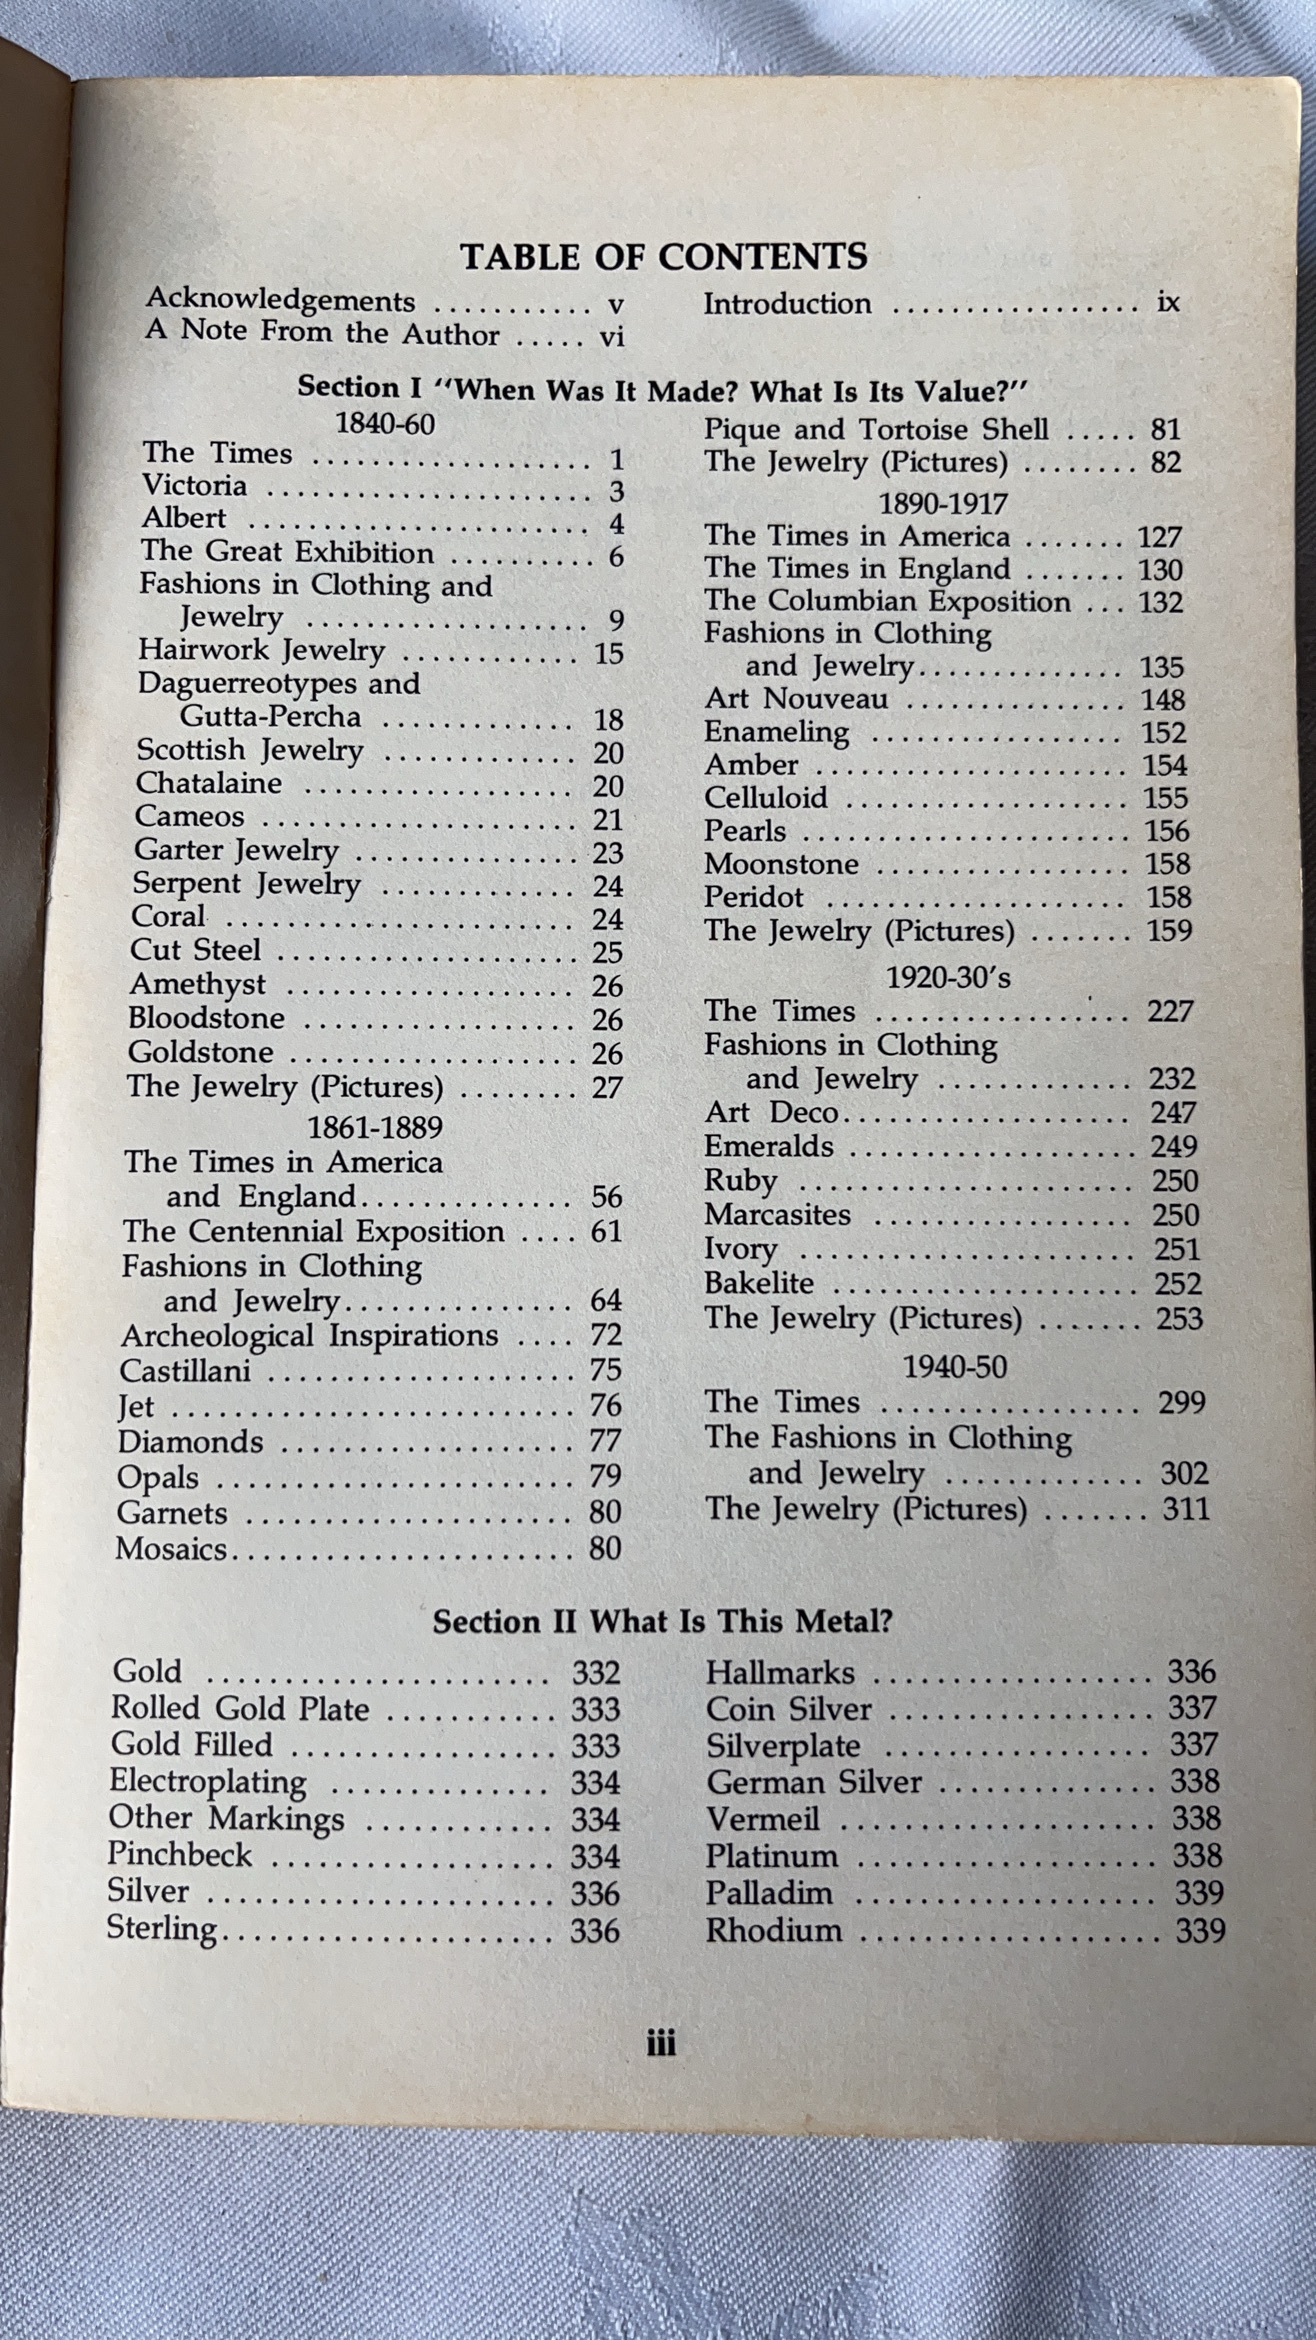 TABLE OF CONTENTS
Acknowledgements ........... v
A Note From the Author ..... vi
Introduction ................. ix
Section I "When Was It Made? What Is Its Value?"
1840-60
The Times ................... 1
Victoria ...................... 3
Albert ....................... 4
The Great Exhibition .......... 6
Fashions in Clothing and
Jewelry ................... 9
Hairwork Jewelry ............ 15
Daguerreotypes and
Gutta-Percha ............. 18
Scottish Jewelry ............. 20
Chatalaine .................. 20
Cameos ..................... 21
Garter Jewelry ............... 23
Serpent Jewelry ............. 24
Coral ....................... 24
Cut Steel .................... 25
Amethyst ................... 26
Bloodstone .................. 26
Goldstone ................... 26
The Jewelry (Pictures) ........ 27
1861-1889
The Times in America
and England.............. 56
The Centennial Exposition .... 61
Fashions in Clothing
and Jewelry............... 64
Archeological Inspirations .... 72
Castillani .................... 75
Jet .......................... 76
Diamonds ................... 77
Opals ....................... 79
Garnets ..................... 80
Mosaics...................... 80
Pique and Tortoise Shell ..... 81
The Jewelry (Pictures) ........ 82
1890-1917
The Times in America ....... 127
The Times in England ....... 130
The Columbian Exposition ... 132
Fashions in Clothing
and Jewelry.............. 135
Art Nouveau ............... 148
Enameling ................. 152
Amber ..................... 154
Celluloid ................... 155
Pearls ...................... 156
Moonstone ................. 158
Peridot .................... 158
The Jewelry (Pictures) ....... 159
1920-30's
The Times ................. 227
Fashions in Clothing
and Jewelry ............. 232
Art Deco................... 247
Emeralds ................... 249
Ruby ....................... 250
Marcasites ................. 250
Ivory ....................... 251
Bakelite .................... 252
The Jewelry (Pictures) ....... 253
1940-50
The Times ................. 299
The Fashions in Clothing
and Jewelry ............. 302
The Jewelry (Pictures) ....... 311
Section II What Is This Metal?
Gold ...................... 332
Rolled Gold Plate ........... 333
Gold Filled ................. 333
Electroplating .............. 334
Other Markings ............ 334
Pinchbeck .................. 334
Silver ...................... 336
Sterling..................... 336
Hallmarks .................. 336
Coin Silver ................. 337
Silverplate ................. 337
German Silver .............. 338
Vermeil .................... 338
Platinum ................... 338
Palladim ................... 339
Rhodium ................... 339
iii